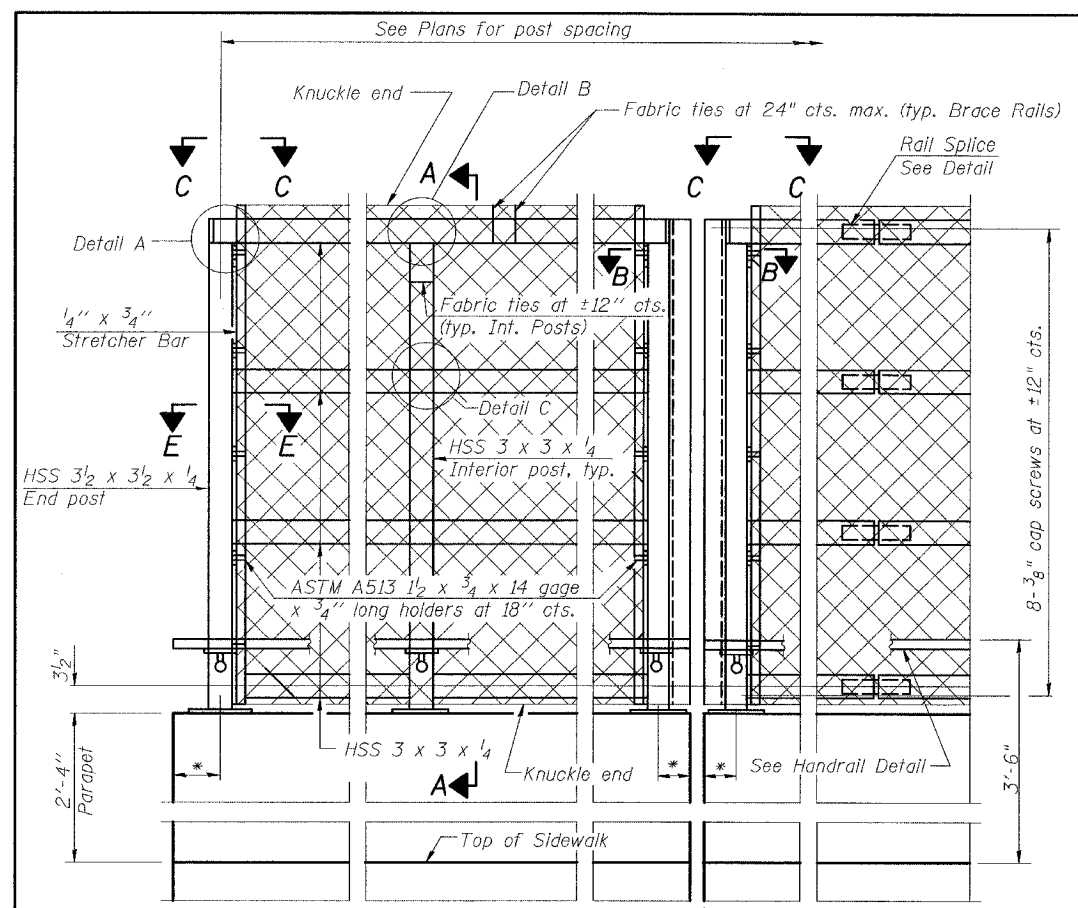 See Plans for post spacing
Knuckle end
Detail B
Fabric ties at 24" cts. max. (typ. Brace Rails)
Rail Splice
See Detail
C
C
A
C
C
Detail A
B
B
Fabric ties at ±12" cts.
(typ. Int. Posts)
1/4" x 3/4"
Stretcher Bar
Detail C
E
E
HSS 3 x 3 x 1/4
Interior post, typ.
HSS 3 1/2 x 3 1/2 x 1/4
End post
8-3/8" cap screws at ±12" cts.
ASTM A513 1 1/2 x 3/4 x 14 gage
x 3/4" long holders at 18" cts.
3 1/2"
HSS 3 x 3 x 1/4
Knuckle end
See Handrail Detail
*
*
*
2'-4"
Parapet
A
3'-6"
Top of Sidewalk